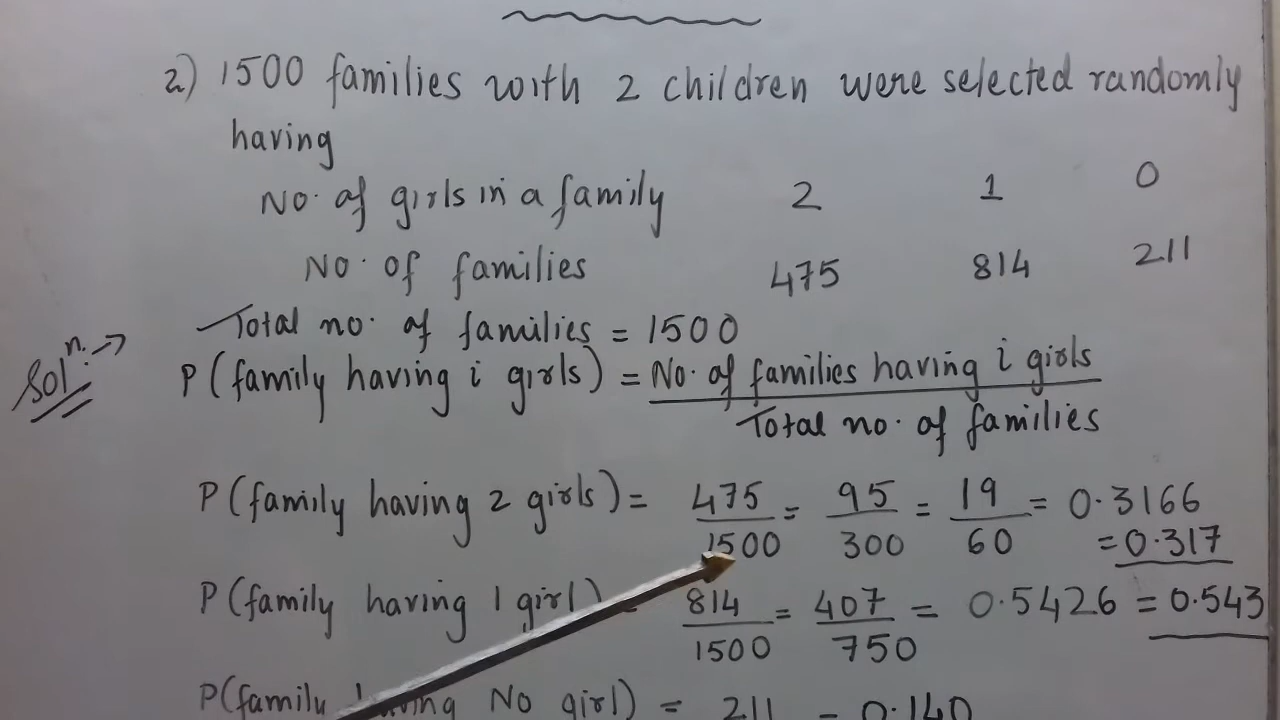 2) 1500 families with 2 children were selected randomly
having
No. of girls in a family 2 1 0
No. of families 475 814 211
Total no. of families = 1500
Solⁿ. → P(family having i girls) = No. of families having i girls / Total no. of families
P(family having 2 girls) = 475/1500 = 95/300 = 19/60 = 0.3166
= 0.317
P(family having 1 girl) = 814/1500 = 407/750 = 0.5426 = 0.543
P(family having No girl) = 211 = 0.140